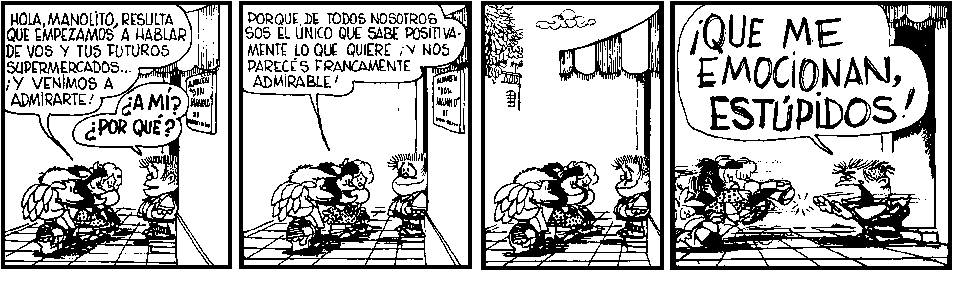 HOLA, MANOLITO, RESULTA
QUE EMPEZAMOS A HABLAR
DE VOS Y TUS FUTUROS
SUPERMERCADOS...
¡Y VENIMOS A
ADMIRARTE!
¿A MÍ?
¿POR QUÉ?
PORQUE, DE TODOS NOSOTROS
SOS EL ÚNICO QUE SABE POSITIVA-
MENTE LO QUE QUIERE ¡Y NOS
PARECÉS FRANCAMENTE
ADMIRABLE!
¡QUE ME
EMOCIONAN,
ESTÚPIDOS!